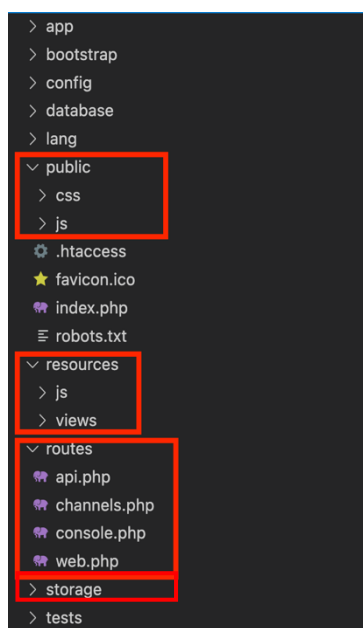 app
bootstrap
config
database
lang
public
css
js
.htaccess
favicon.ico
index.php
robots.txt
resources
js
views
routes
api.php
channels.php
console.php
web.php
storage
tests